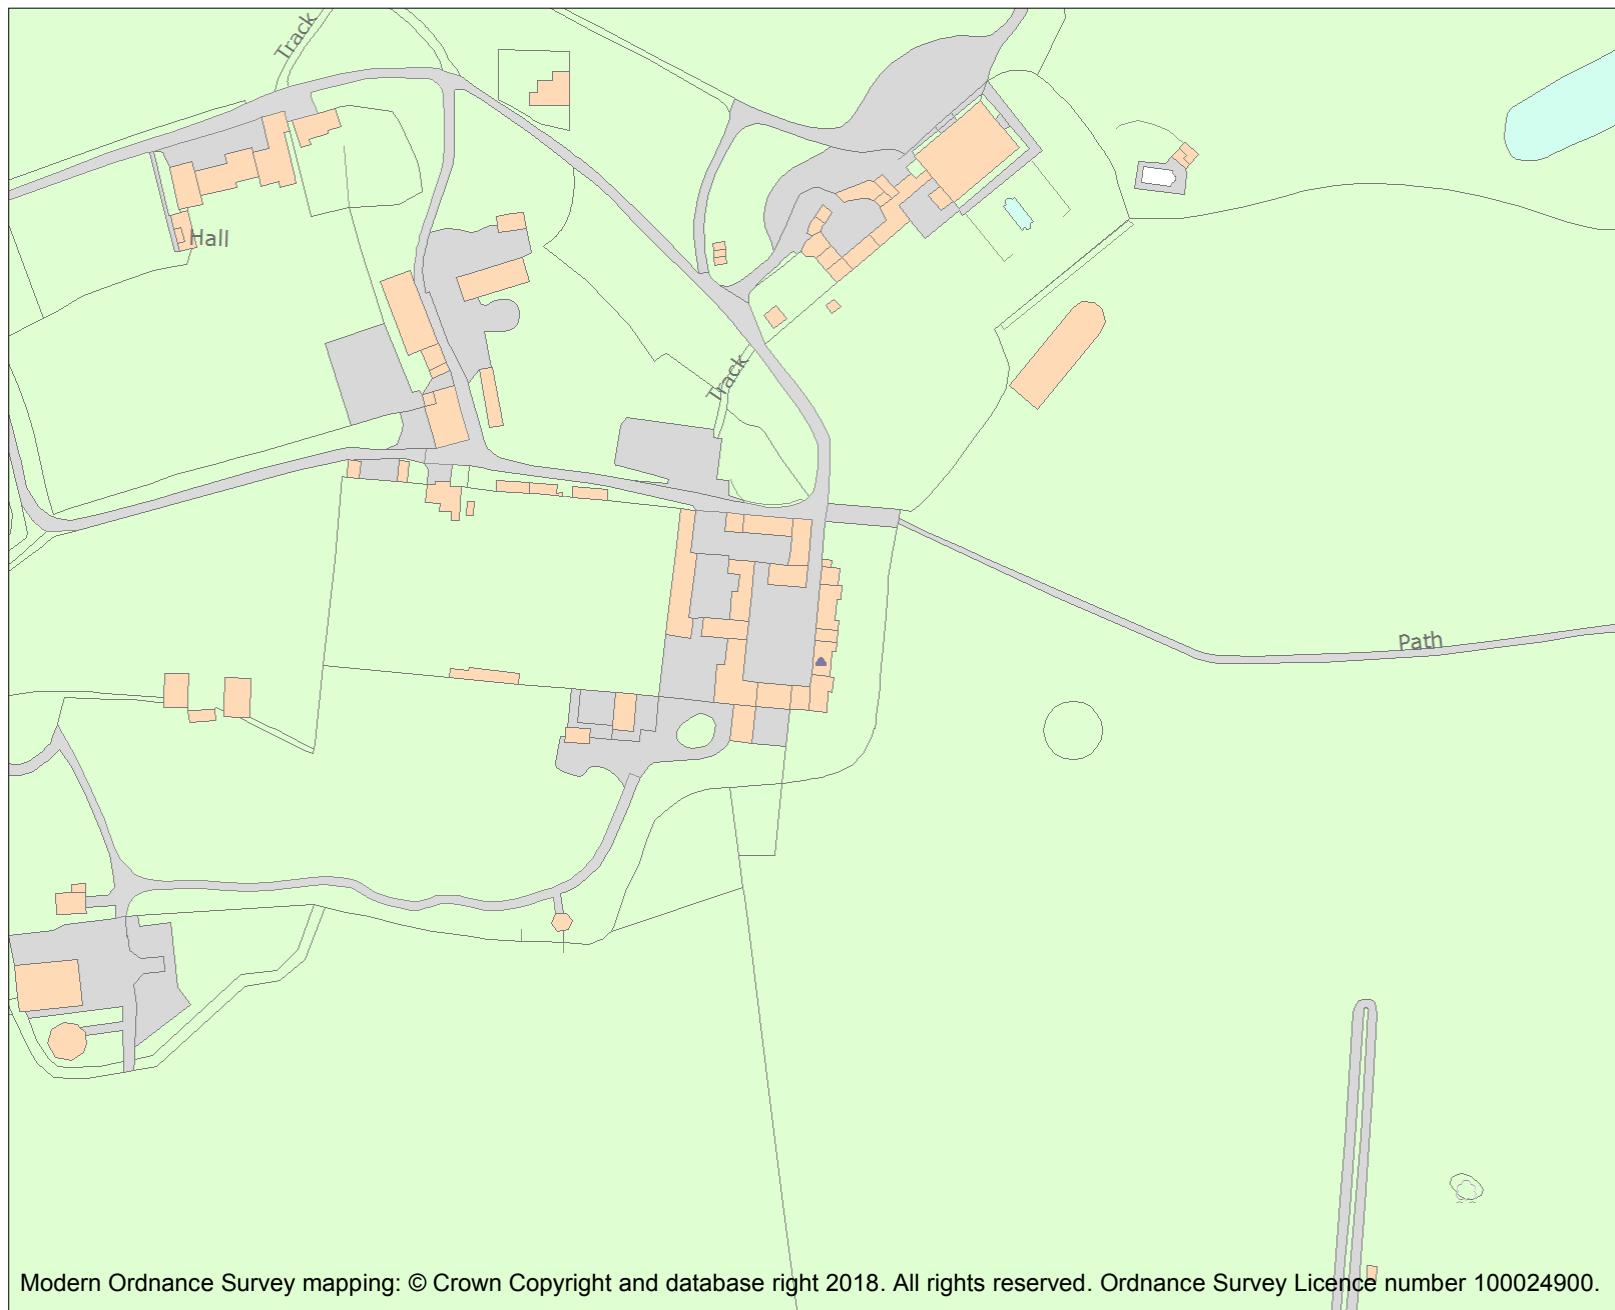 Track
Hall
Track
Path
Modern Ordnance Survey mapping: © Crown Copyright and database right 2018. All rights reserved. Ordnance Survey Licence number 100024900.